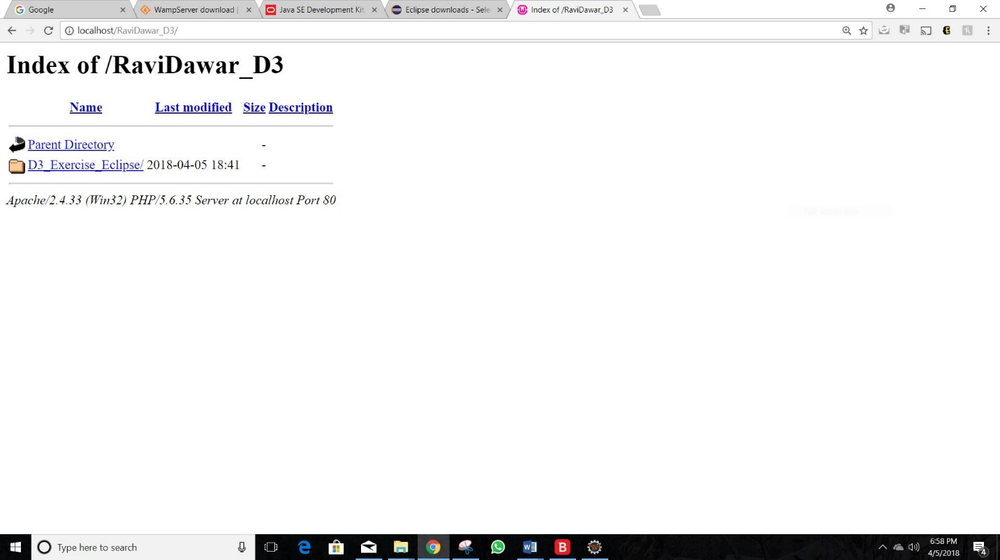 Google
WampServer download |
Java SE Development Kit
Eclipse downloads - Sele
Index of /RaviDawar_D3
localhost/RaviDawar_D3/
Index of /RaviDawar_D3
Name Last modified Size Description
Parent Directory -
D3_Exercise_Eclipse/ 2018-04-05 18:41 -
Apache/2.4.33 (Win32) PHP/5.6.35 Server at localhost Port 80
Type here to search
6:58 PM
4/5/2018
4